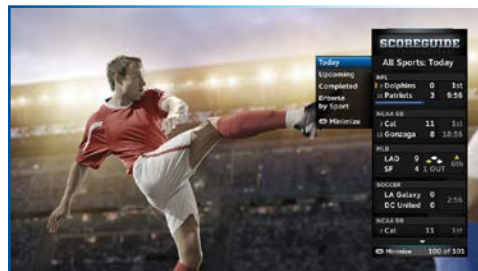 SCOREGUIDE
All Sports: Today
Today
Upcoming
Completed
Browse
by Sport
Minimize
NFL
7 Dolphins 0 1st
Patriots 3 9:56
NCAA BB
Cal 11 1st
Gonzaga 8 18:56
MLB
LAD 9 6th
SF 4 1 OUT
SOCCER
LA Galaxy 0 2:56
DC United 0
NCAA BB
Cal 11 1st
Minimize 100 of 101